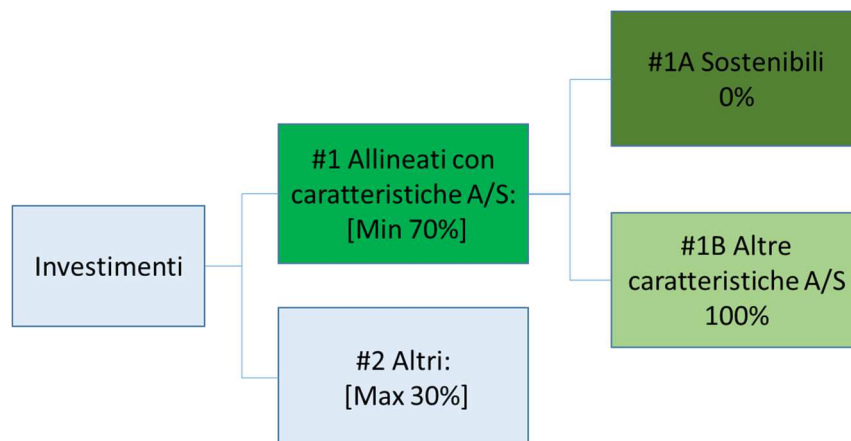 #1A Sostenibili
0%
#1 Allineati con
caratteristiche A/S:
[Min 70%]
Investimenti
#1B Altre
caratteristiche A/S
100%
#2 Altri:
[Max 30%]